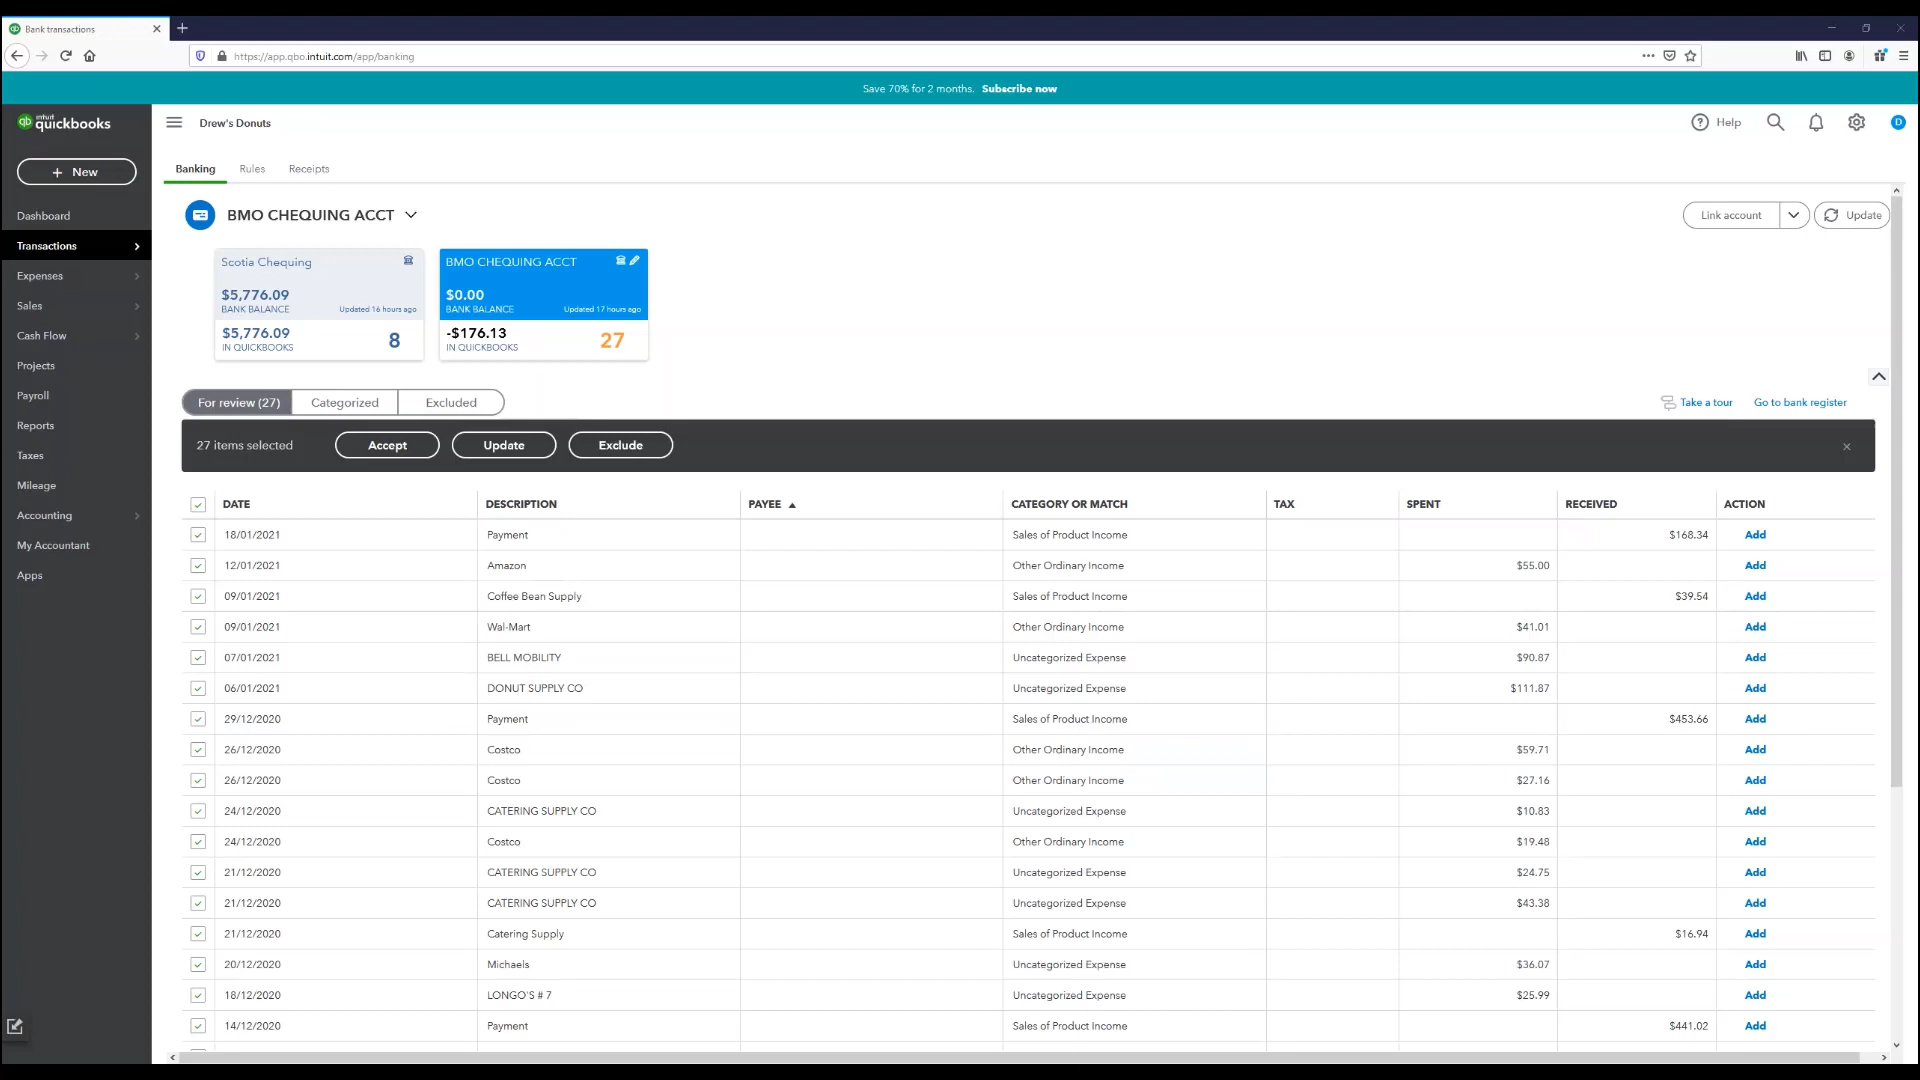 Bank transactions
https://app.qbo.intuit.com/app/banking
Save 70% for 2 months. Subscribe now
intuit quickbooks
Drew's Donuts
Help
D
+ New
Banking Rules Receipts
Dashboard
Transactions
Expenses
Sales
Cash Flow
Projects
Payroll
Reports
Taxes
Mileage
Accounting
My Accountant
Apps
BMO CHEQUING ACCT
Link account
Update
Scotia Chequing
$5,776.09
BANK BALANCE Updated 16 hours ago
$5,776.09
IN QUICKBOOKS
8
BMO CHEQUING ACCT
$0.00
BANK BALANCE Updated 17 hours ago
-$176.13
IN QUICKBOOKS
27
For review (27) Categorized Excluded
Take a tour Go to bank register
27 items selected Accept Update Exclude
DATE DESCRIPTION PAYEE CATEGORY OR MATCH TAX SPENT RECEIVED ACTION
18/01/2021 Payment Sales of Product Income $168.34 Add
12/01/2021 Amazon Other Ordinary Income $55.00 Add
09/01/2021 Coffee Bean Supply Sales of Product Income $39.54 Add
09/01/2021 Wal-Mart Other Ordinary Income $41.01 Add
07/01/2021 BELL MOBILITY Uncategorized Expense $90.87 Add
06/01/2021 DONUT SUPPLY CO Uncategorized Expense $111.87 Add
29/12/2020 Payment Sales of Product Income $453.66 Add
26/12/2020 Costco Other Ordinary Income $59.71 Add
26/12/2020 Costco Other Ordinary Income $27.16 Add
24/12/2020 CATERING SUPPLY CO Uncategorized Expense $10.83 Add
24/12/2020 Costco Other Ordinary Income $19.48 Add
21/12/2020 CATERING SUPPLY CO Uncategorized Expense $24.75 Add
21/12/2020 CATERING SUPPLY CO Uncategorized Expense $43.38 Add
21/12/2020 Catering Supply Sales of Product Income $16.94 Add
20/12/2020 Michaels Uncategorized Expense $36.07 Add
18/12/2020 LONGO'S # 7 Uncategorized Expense $25.99 Add
14/12/2020 Payment Sales of Product Income $441.02 Add